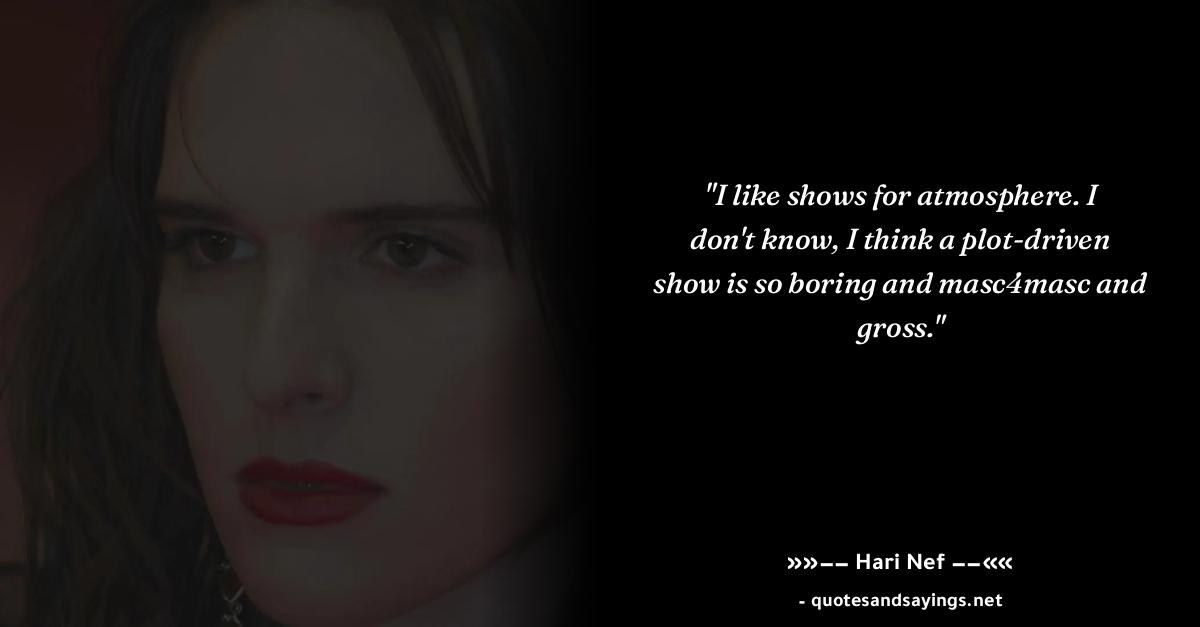 "I like shows for atmosphere. I
don't know, I think a plot-driven
show is so boring and masc4masc and
gross."
»»−− Hari Nef −−««
- quotesandsayings.net